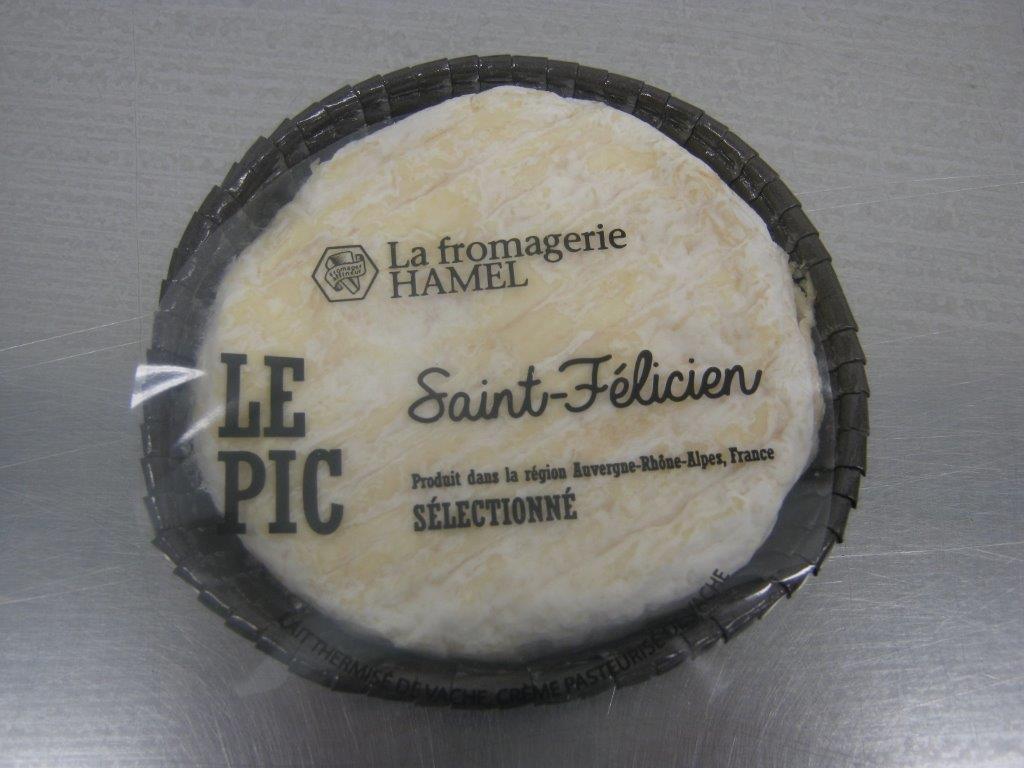 La fromagerie
HAMEL
LE
PIC
Saint-Félicien
Produit dans la région Auvergne-Rhône-Alpes, France
SÉLECTIONNÉ
LAIT THERMISÉ DE VACHE, CRÈME PASTEURISÉE DE VACHE